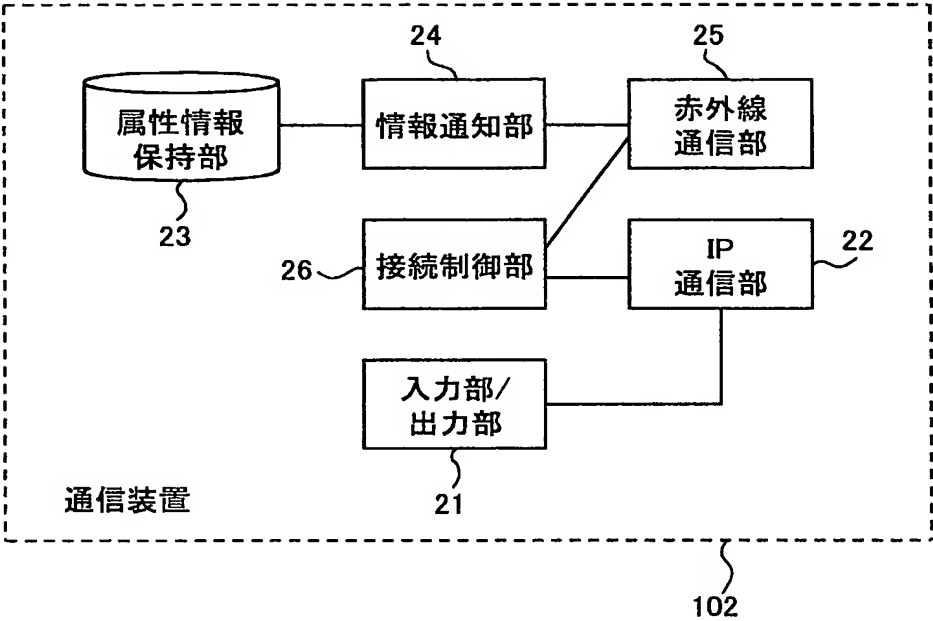 24
25
属性情報
保持部
情報通知部
赤外線
通信部
23
26
接続制御部
IP
通信部
22
入力部/
出力部
21
通信装置
102